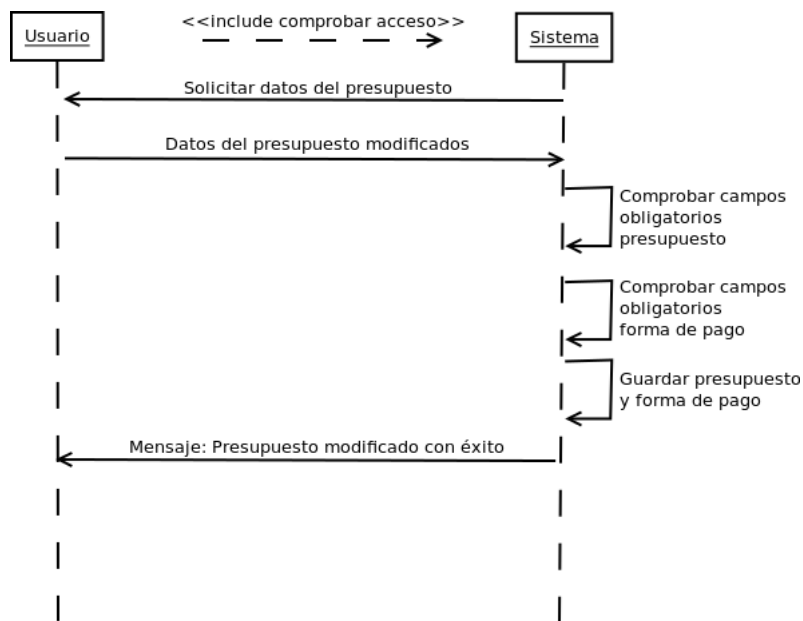 <<include comprobar acceso>>
Usuario
Sistema
Solicitar datos del presupuesto
Datos del presupuesto modificados
Comprobar campos
obligatorios
presupuesto
Comprobar campos
obligatorios
forma de pago
Guardar presupuesto
y forma de pago
Mensaje: Presupuesto modificado con éxito